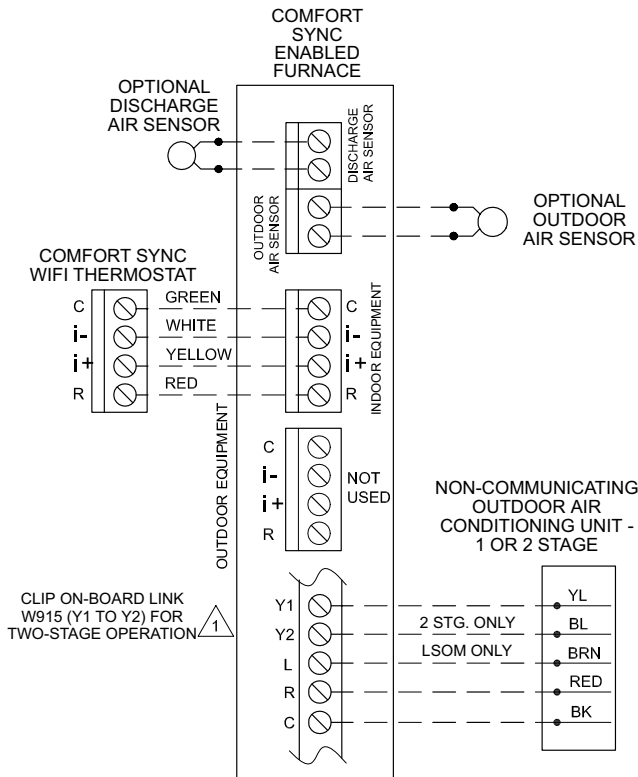 COMFORT
SYNC
ENABLED
FURNACE
OPTIONAL
DISCHARGE
AIR SENSOR
DISCHARGE
AIR SENSOR
OUTDOOR
AIR SENSOR
OPTIONAL
OUTDOOR
AIR SENSOR
COMFORT SYNC
WIFI THERMOSTAT
C
i-
i+
R
GREEN
WHITE
YELLOW
RED
C
i-
i+
R
INDOOR EQUIPMENT
OUTDOOR EQUIPMENT
C
i-
i+
R
NOT
USED
NON-COMMUNICATING
OUTDOOR AIR
CONDITIONING UNIT -
1 OR 2 STAGE
CLIP ON-BOARD LINK
W915 (Y1 TO Y2) FOR
TWO-STAGE OPERATION
1
Y1
Y2
L
R
C
2 STG. ONLY
LSOM ONLY
YL
BL
BRN
RED
BK